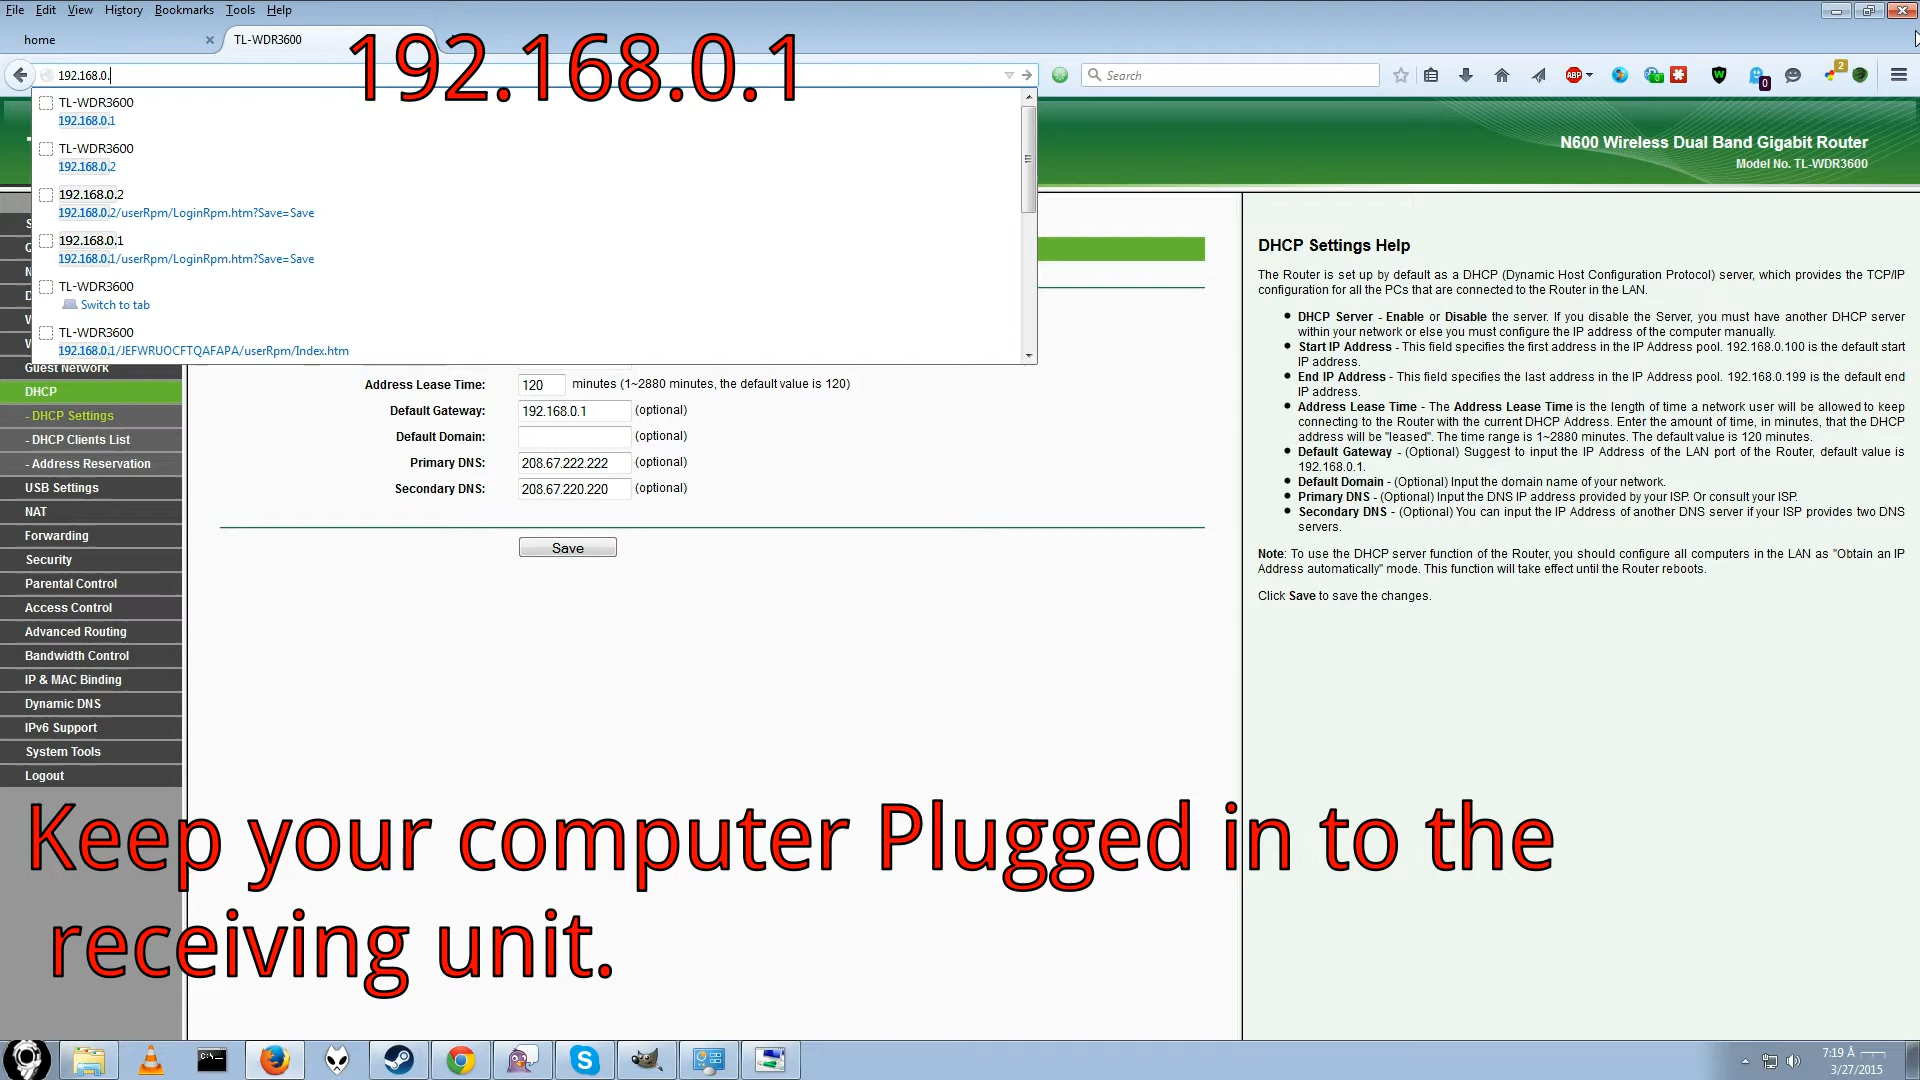 File Edit View History Bookmarks Tools Help
home
TL-WDR3600
192.168.0.1
192.168.0.
Search
ABP
W
0
2
TL-WDR3600
192.168.0.1
TL-WDR3600
192.168.0.2
192.168.0.2
192.168.0.2/userRpm/LoginRpm.htm?Save=Save
192.168.0.1
192.168.0.1/userRpm/LoginRpm.htm?Save=Save
TL-WDR3600
Switch to tab
TL-WDR3600
192.168.0.1/JEFWRUOCFTQAFAPA/userRpm/Index.htm
N600 Wireless Dual Band Gigabit Router
Model No. TL-WDR3600
Guest Network
DHCP
- DHCP Settings
- DHCP Clients List
- Address Reservation
USB Settings
NAT
Forwarding
Security
Parental Control
Access Control
Advanced Routing
Bandwidth Control
IP & MAC Binding
Dynamic DNS
IPv6 Support
System Tools
Logout
Address Lease Time: 120 minutes (1~2880 minutes, the default value is 120)
Default Gateway: 192.168.0.1 (optional)
Default Domain: (optional)
Primary DNS: 208.67.222.222 (optional)
Secondary DNS: 208.67.220.220 (optional)
Save
DHCP Settings Help
The Router is set up by default as a DHCP (Dynamic Host Configuration Protocol) server, which provides the TCP/IP
configuration for all the PCs that are connected to the Router in the LAN.
DHCP Server - Enable or Disable the server. If you disable the Server, you must have another DHCP server
within your network or else you must configure the IP address of the computer manually.
Start IP Address - This field specifies the first address in the IP Address pool. 192.168.0.100 is the default start
IP address.
End IP Address - This field specifies the last address in the IP Address pool. 192.168.0.199 is the default end
IP address.
Address Lease Time - The Address Lease Time is the length of time a network user will be allowed to keep
connecting to the Router with the current DHCP Address. Enter the amount of time, in minutes, that the DHCP
address will be "leased". The time range is 1~2880 minutes. The default value is 120 minutes.
Default Gateway - (Optional) Suggest to input the IP Address of the LAN port of the Router, default value is
192.168.0.1.
Default Domain - (Optional) Input the domain name of your network.
Primary DNS - (Optional) Input the DNS IP address provided by your ISP. Or consult your ISP.
Secondary DNS - (Optional) You can input the IP Address of another DNS server if your ISP provides two DNS
servers.
Note: To use the DHCP server function of the Router, you should configure all computers in the LAN as "Obtain an IP
Address automatically" mode. This function will take effect until the Router reboots.
Click Save to save the changes.
Keep your computer Plugged in to the
receiving unit.
C:\
7:19 Â
3/27/2015